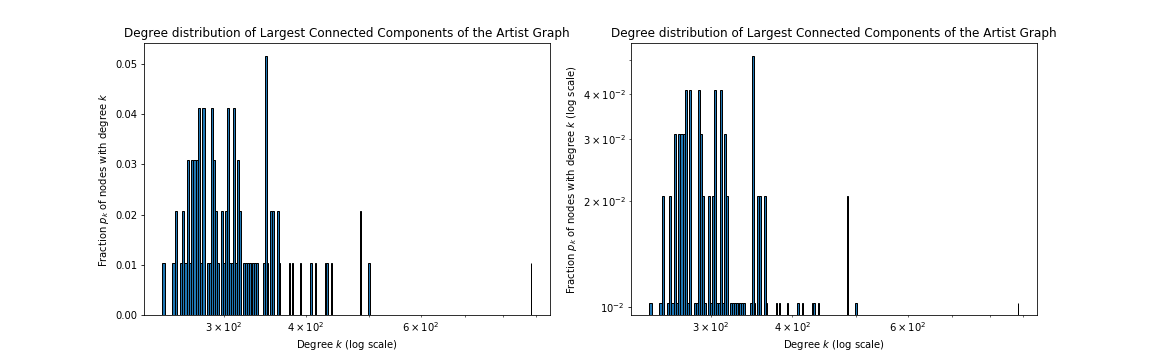 Degree distribution of Largest Connected Components of the Artist Graph
Fraction pₖ of nodes with degree k
0.05
0.04
0.03
0.02
0.01
0.00
3 × 10²
4 × 10²
6 × 10²
Degree k (log scale)
Degree distribution of Largest Connected Components of the Artist Graph
Fraction pₖ of nodes with degree k (log scale)
4 × 10⁻²
3 × 10⁻²
2 × 10⁻²
10⁻²
3 × 10²
4 × 10²
6 × 10²
Degree k (log scale)